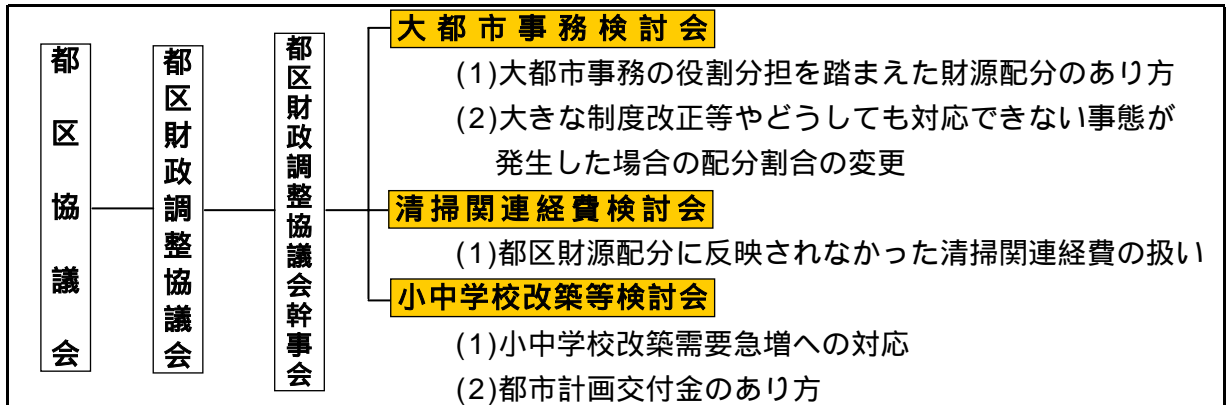 都区協議会
都区財政調整協議会
都区財政調整協議会幹事会
大都市事務検討会
(1)大都市事務の役割分担を踏まえた財源配分のあり方
(2)大きな制度改正等やどうしても対応できない事態が
発生した場合の配分割合の変更
清掃関連経費検討会
(1)都区財源配分に反映されなかった清掃関連経費の扱い
小中学校改築等検討会
(1)小中学校改築需要急増への対応
(2)都市計画交付金のあり方